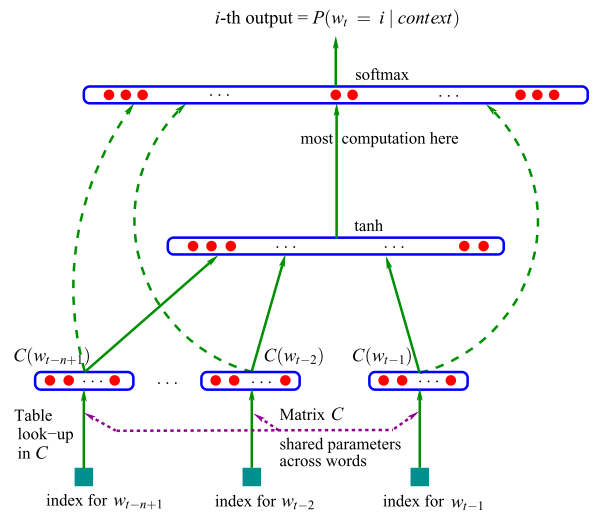 i-th output = P(w_t = i | context)
softmax
. . . . . .
most computation here
tanh
. . . . . .
C(w_{t−n+1}) C(w_{t−2}) C(w_{t−1})
. . . . . . . . . . . .
Table
look−up
in C
Matrix C
shared parameters
across words
index for w_{t−n+1} index for w_{t−2} index for w_{t−1}